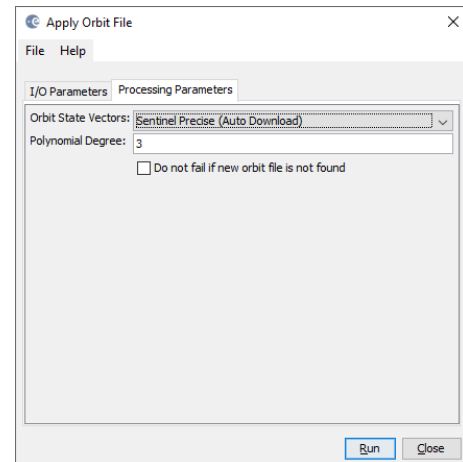 Apply Orbit File
File Help
I/O Parameters Processing Parameters
Orbit State Vectors: Sentinel Precise (Auto Download)
Polynomial Degree: 3
Do not fail if new orbit file is not found
Run Close